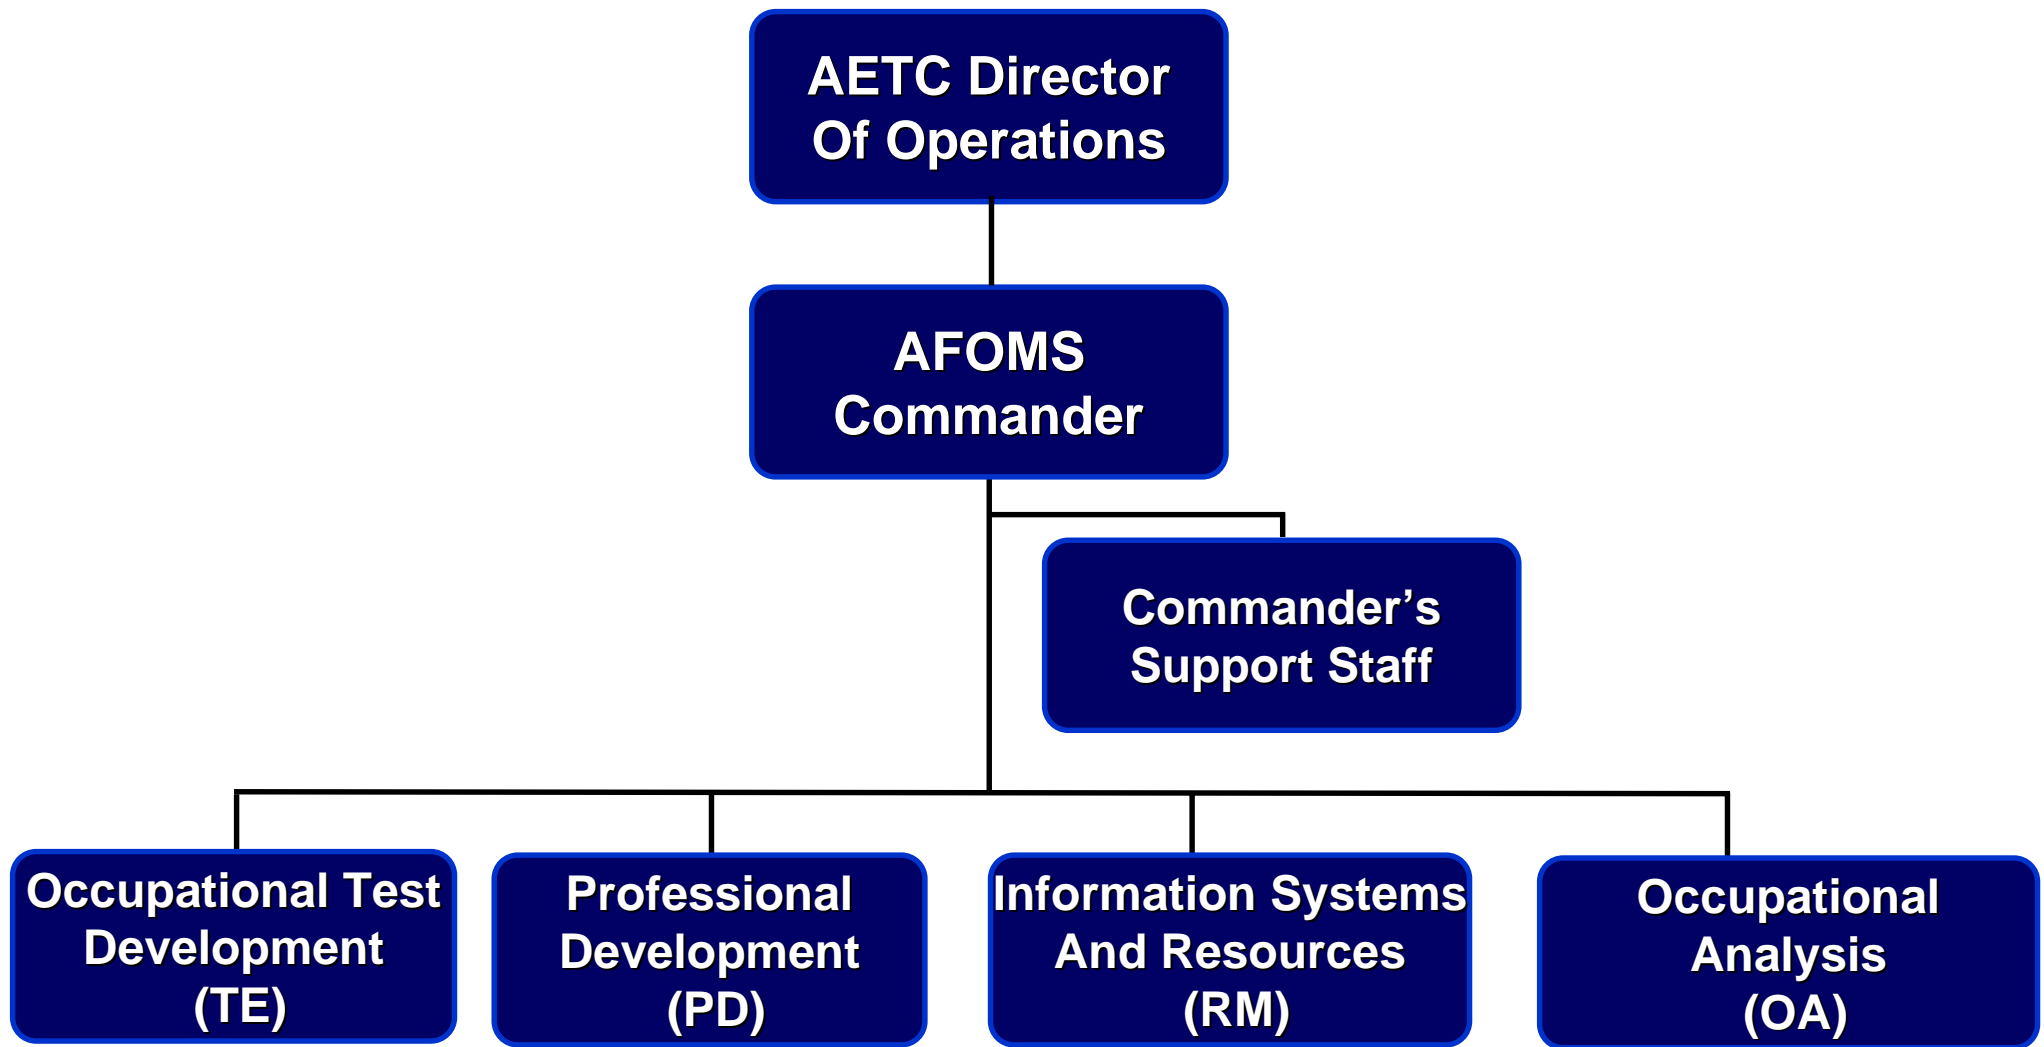 AETC Director
Of Operations
AFOMS
Commander
Commander’s
Support Staff
Occupational Test
Development
(TE)
Professional
Development
(PD)
Information Systems
And Resources
(RM)
Occupational
Analysis
(OA)